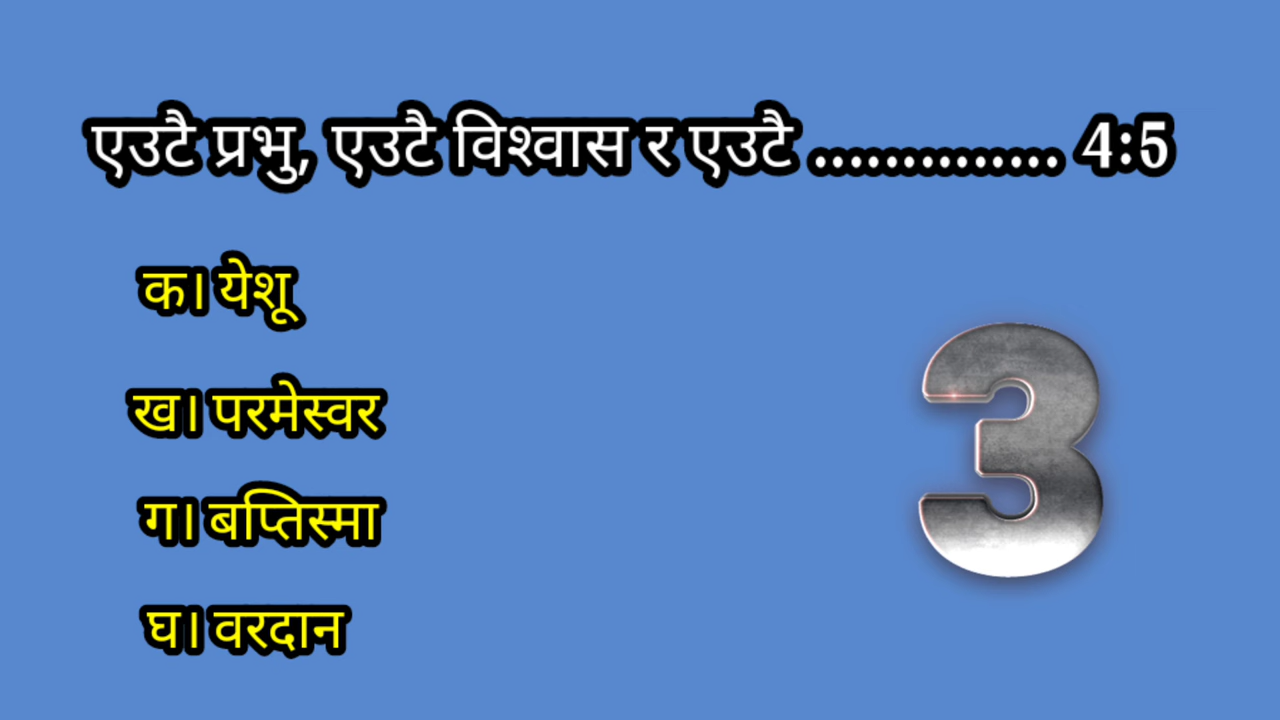 एउटै प्रभु, एउटै विश्वास र एउटै .............. 4:5
क। येशू
ख। परमेस्वर
ग। बप्तिस्मा
घ। वरदान
3